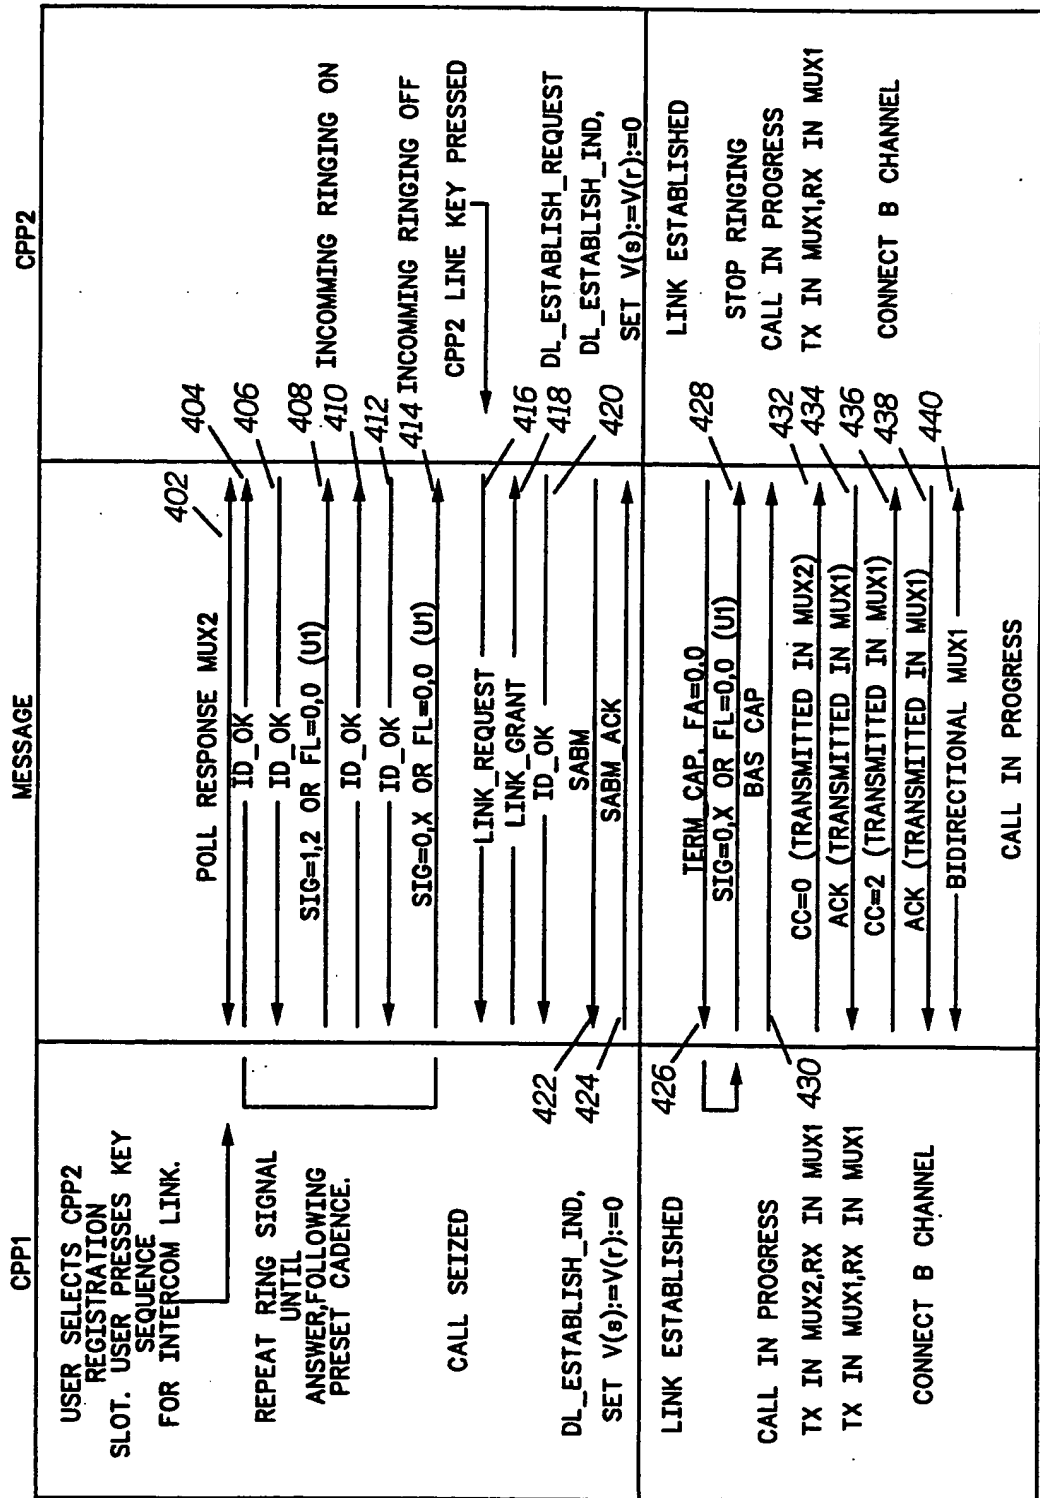 CPP1
MESSAGE
CPP2
USER SELECTS CPP2
REGISTRATION
SLOT. USER PRESSES KEY
SEQUENCE
FOR INTERCOM LINK.
REPEAT RING SIGNAL
UNTIL
ANSWER,FOLLOWING
PRESET CADENCE.
CALL SEIZED
DL_ESTABLISH_IND,
SET V(s):=V(r):=0
POLL RESPONSE MUX2
402
ID_OK
404
ID_OK
406
SIG=1,2 OR FL=0,0 (U1)
408
ID_OK
410
ID_OK
412
SIG=0,X OR FL=0,0 (U1)
414
LINK_REQUEST
416
LINK_GRANT
418
ID_OK
420
SABM
422
SABM_ACK
424
INCOMMING RINGING ON
INCOMMING RINGING OFF
CPP2 LINE KEY PRESSED
DL_ESTABLISH_REQUEST
DL_ESTABLISH_IND,
SET V(s):=V(r):=0
LINK ESTABLISHED
CALL IN PROGRESS
TX IN MUX2,RX IN MUX1
TX IN MUX1,RX IN MUX1
CONNECT B CHANNEL
426
TERM_CAP, FA=0,0
SIG=0,X OR FL=0,0 (U1)
428
BAS CAP
430
CC=0 (TRANSMITTED IN MUX2)
432
ACK (TRANSMITTED IN MUX1)
434
CC=2 (TRANSMITTED IN MUX1)
436
ACK (TRANSMITTED IN MUX1)
438
BIDIRECTIONAL MUX1
440
CALL IN PROGRESS
LINK ESTABLISHED
STOP RINGING
CALL IN PROGRESS
TX IN MUX1,RX IN MUX1
CONNECT B CHANNEL